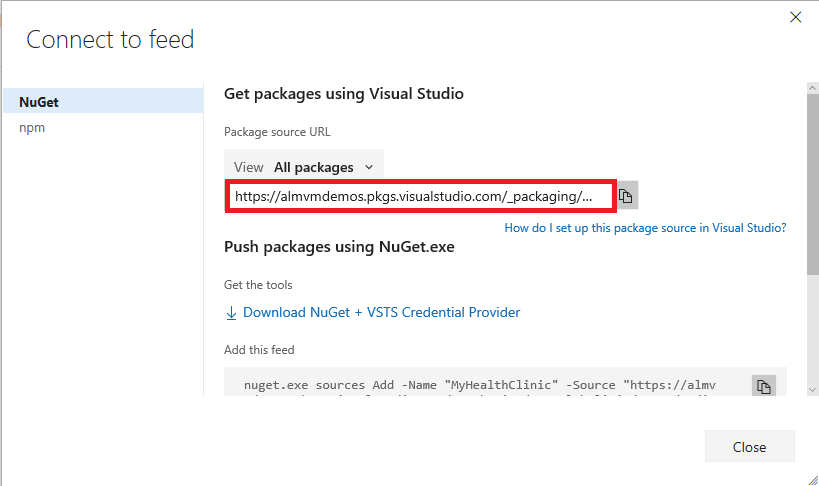 Connect to feed
NuGet
npm
Get packages using Visual Studio
Package source URL
View All packages
https://almvmdemos.pkgs.visualstudio.com/_packaging/...
How do I set up this package source in Visual Studio?
Push packages using NuGet.exe
Get the tools
Download NuGet + VSTS Credential Provider
Add this feed
nuget.exe sources Add -Name "MyHealthClinic" -Source "https://almv
Close